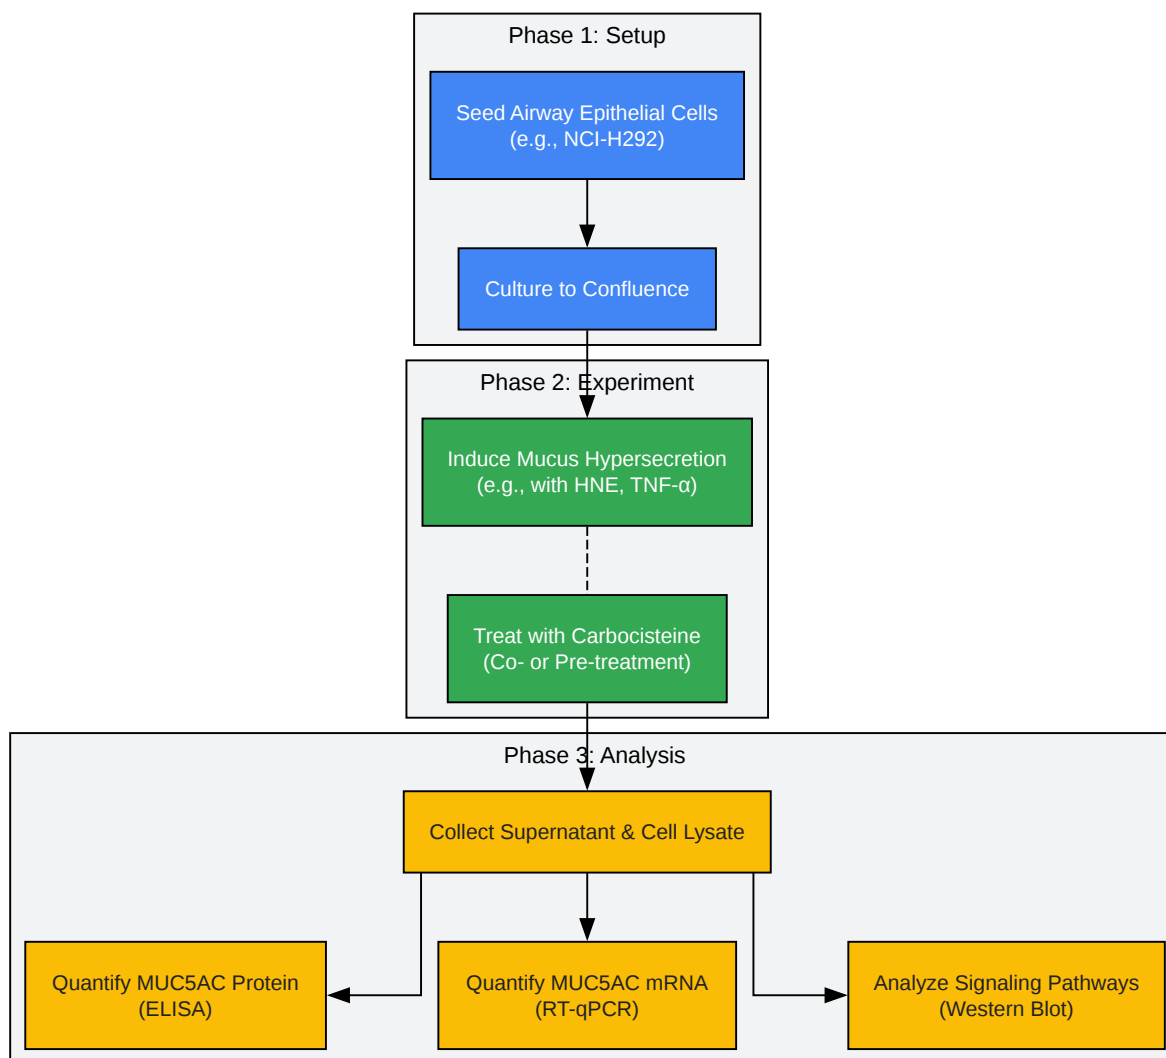 Phase 1: Setup
Seed Airway Epithelial Cells
(e.g., NCI-H292)
Culture to Confluence
Phase 2: Experiment
Induce Mucus Hypersecretion
(e.g., with HNE, TNF-α)
Treat with Carbocisteine
(Co- or Pre-treatment)
Phase 3: Analysis
Collect Supernatant & Cell Lysate
Quantify MUC5AC Protein
(ELISA)
Quantify MUC5AC mRNA
(RT-qPCR)
Analyze Signaling Pathways
(Western Blot)